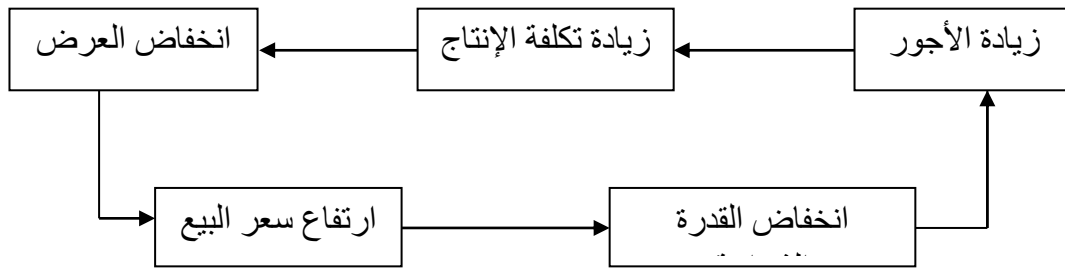 زيادة الأجور
زيادة تكلفة الإنتاج
انخفاض العرض
ارتفاع سعر البيع
انخفاض القدرة